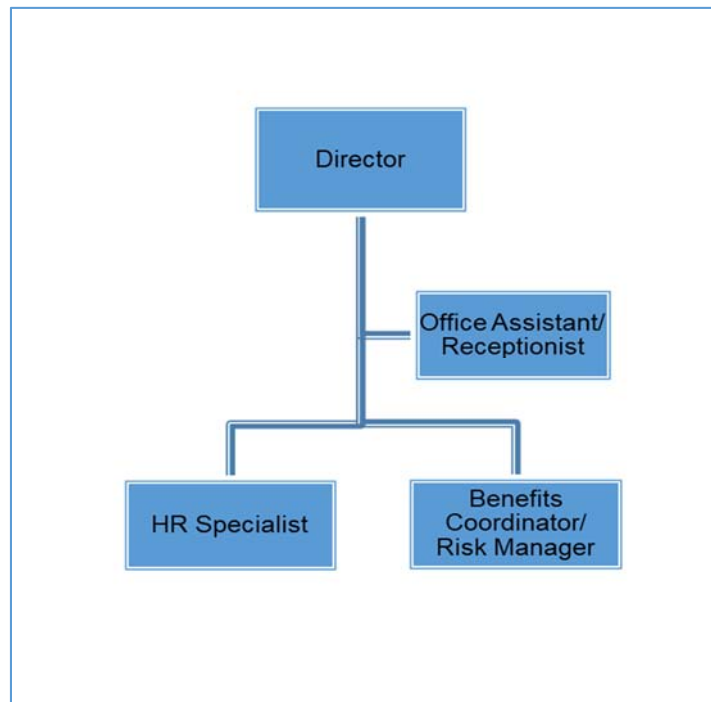 Director
Office Assistant/
Receptionist
HR Specialist
Benefits
Coordinator/
Risk Manager